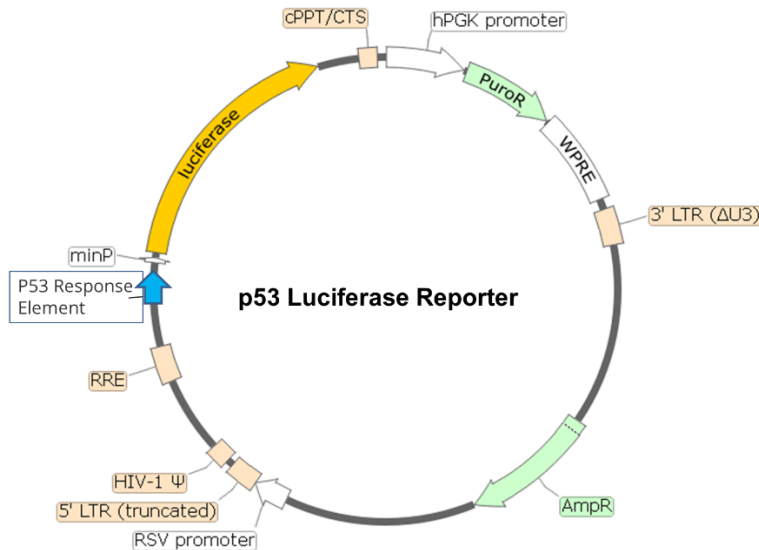 cPPT/CTS
hPGK promoter
PuroR
WPRE
luciferase
3' LTR (ΔU3)
minP
P53 Response
Element
p53 Luciferase Reporter
RRE
HIV-1 Ψ
5' LTR (truncated)
RSV promoter
AmpR